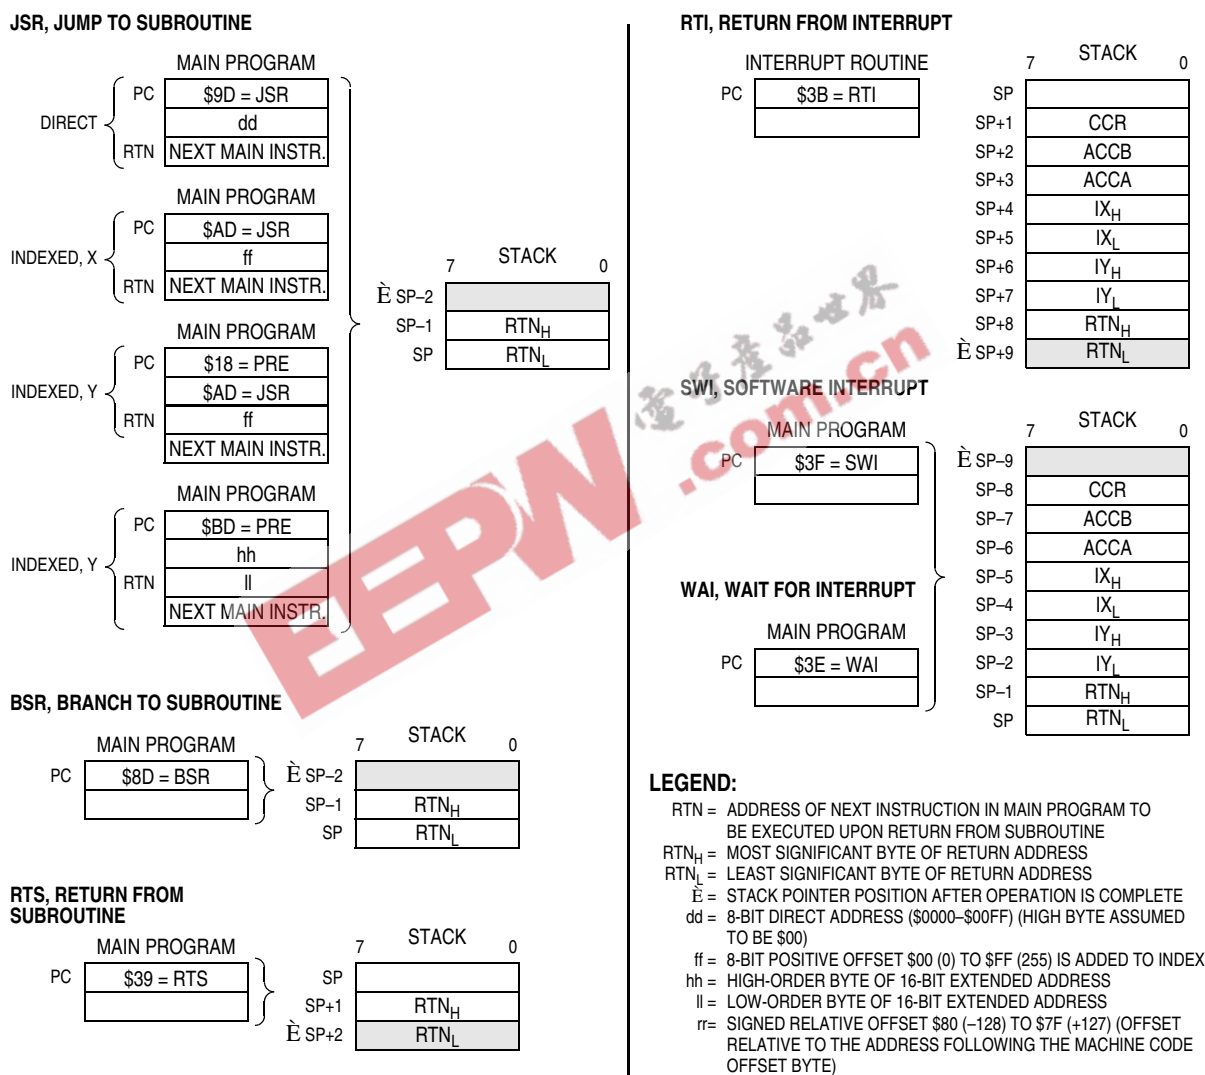 JSR, JUMP TO SUBROUTINE
MAIN PROGRAM
DIRECT
PC $9D = JSR
dd
RTN NEXT MAIN INSTR.
MAIN PROGRAM
INDEXED, X
PC $AD = JSR
ff
RTN NEXT MAIN INSTR.
MAIN PROGRAM
INDEXED, Y
PC $18 = PRE
$AD = JSR
RTN ff
NEXT MAIN INSTR.
MAIN PROGRAM
INDEXED, Y
PC $BD = PRE
hh
RTN ll
NEXT MAIN INSTR.
7 STACK 0
È SP–2
SP–1 RTNH
SP RTNL
BSR, BRANCH TO SUBROUTINE
MAIN PROGRAM
PC $8D = BSR
7 STACK 0
È SP–2
SP–1 RTNH
SP RTNL
RTS, RETURN FROM
SUBROUTINE
MAIN PROGRAM
PC $39 = RTS
7 STACK 0
SP
SP+1 RTNH
È SP+2 RTNL
RTI, RETURN FROM INTERRUPT
INTERRUPT ROUTINE
PC $3B = RTI
7 STACK 0
SP
SP+1 CCR
SP+2 ACCB
SP+3 ACCA
SP+4 IXH
SP+5 IXL
SP+6 IYH
SP+7 IYL
SP+8 RTNH
È SP+9 RTNL
SWI, SOFTWARE INTERRUPT
MAIN PROGRAM
PC $3F = SWI
WAI, WAIT FOR INTERRUPT
MAIN PROGRAM
PC $3E = WAI
7 STACK 0
È SP–9
SP–8 CCR
SP–7 ACCB
SP–6 ACCA
SP–5 IXH
SP–4 IXL
SP–3 IYH
SP–2 IYL
SP–1 RTNH
SP RTNL
LEGEND:
RTN = ADDRESS OF NEXT INSTRUCTION IN MAIN PROGRAM TO
BE EXECUTED UPON RETURN FROM SUBROUTINE
RTNH = MOST SIGNIFICANT BYTE OF RETURN ADDRESS
RTNL = LEAST SIGNIFICANT BYTE OF RETURN ADDRESS
È = STACK POINTER POSITION AFTER OPERATION IS COMPLETE
dd = 8-BIT DIRECT ADDRESS ($0000–$00FF) (HIGH BYTE ASSUMED
TO BE $00)
ff = 8-BIT POSITIVE OFFSET $00 (0) TO $FF (255) IS ADDED TO INDEX
hh = HIGH-ORDER BYTE OF 16-BIT EXTENDED ADDRESS
ll = LOW-ORDER BYTE OF 16-BIT EXTENDED ADDRESS
rr= SIGNED RELATIVE OFFSET $80 (–128) TO $7F (+127) (OFFSET
RELATIVE TO THE ADDRESS FOLLOWING THE MACHINE CODE
OFFSET BYTE)
EEPW
.com.cn
電子產品世界